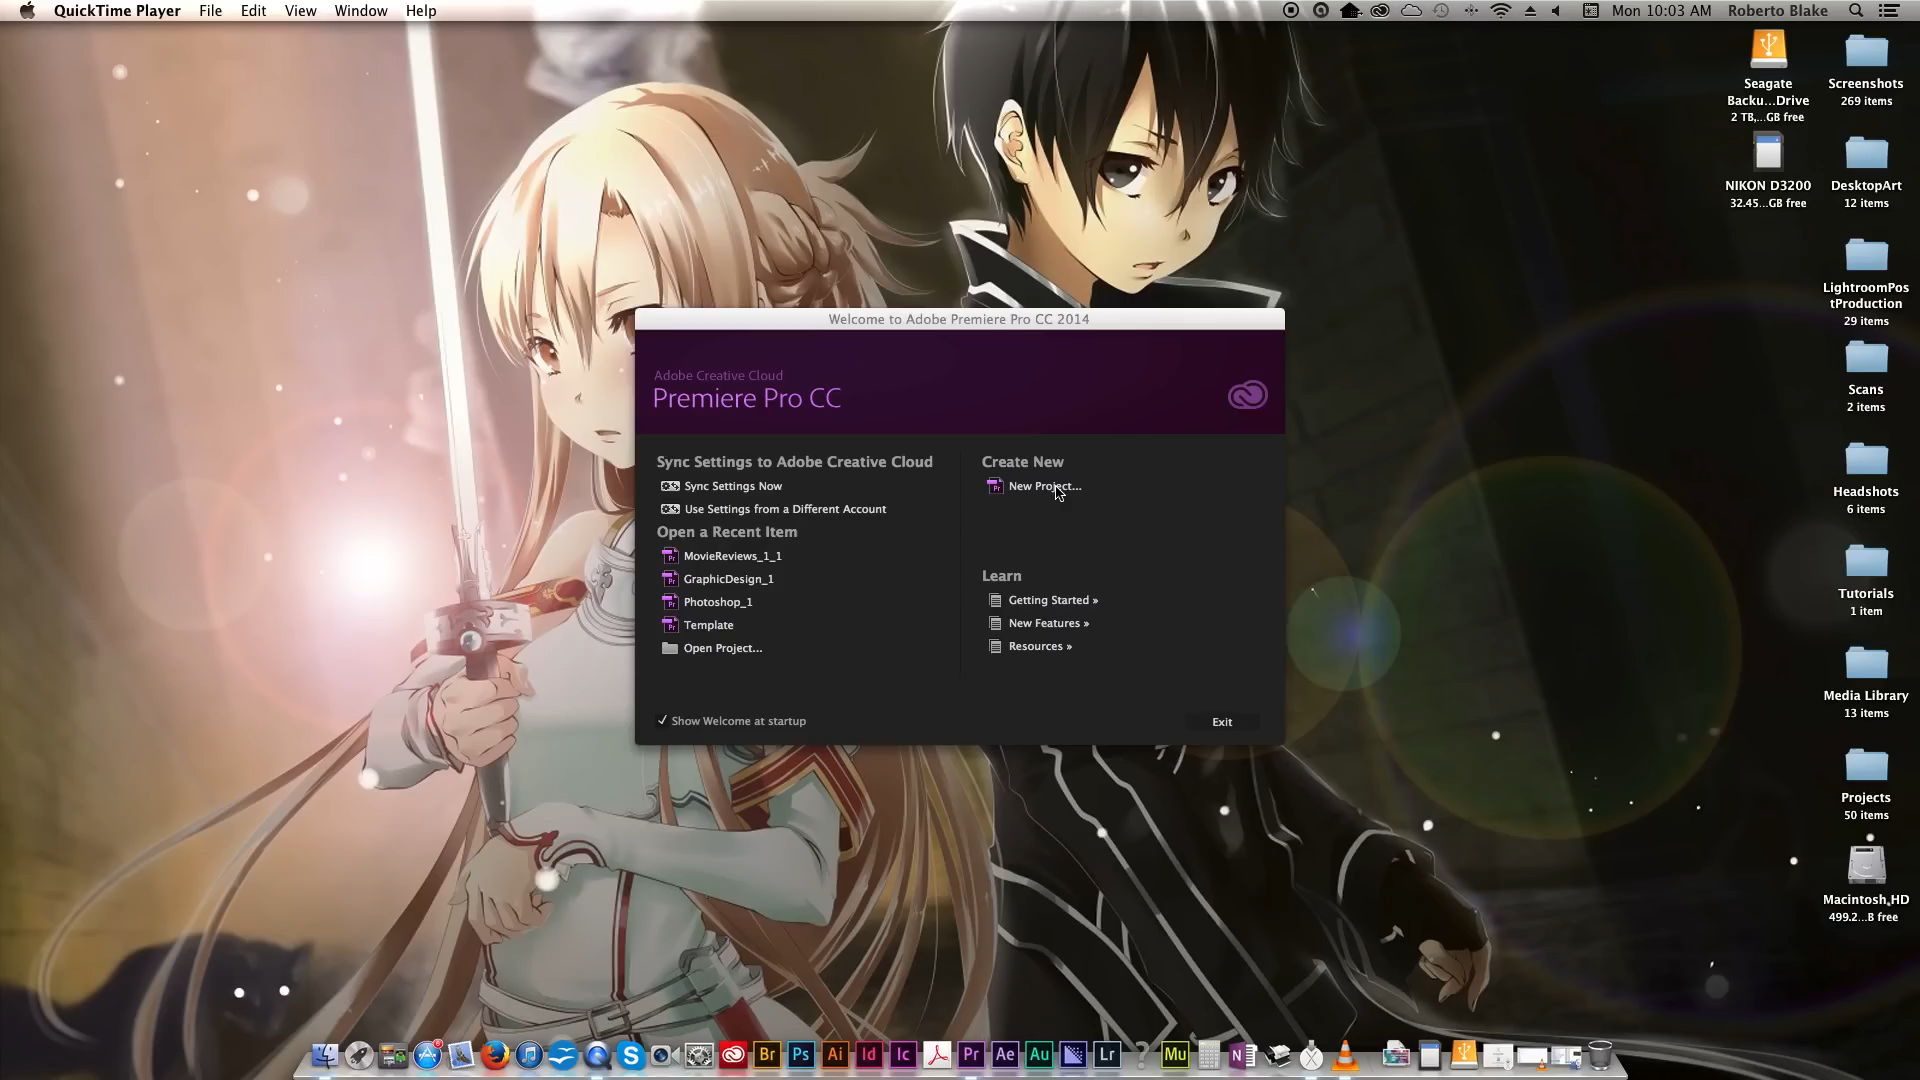 QuickTime Player File Edit View Window Help
Mon 10:03 AM Roberto Blake
Seagate
Backu...Drive
2 TB,...GB free
NIKON D3200
32.45...GB free
Screenshots
269 items
DesktopArt
12 items
LightroomPos
tProduction
29 items
Scans
2 items
Headshots
6 items
Tutorials
1 item
Media Library
13 items
Projects
50 items
Macintosh HD
499.2...B free
Welcome to Adobe Premiere Pro CC 2014
Adobe Creative Cloud
Premiere Pro CC
Sync Settings to Adobe Creative Cloud
Sync Settings Now
Use Settings from a Different Account
Open a Recent Item
MovieReviews_1_1
GraphicDesign_1
Photoshop_1
Template
Open Project...
Create New
New Project...
Learn
Getting Started »
New Features »
Resources »
Show Welcome at startup
Exit
Br Ps Ai Id Ic Pr Ae Au Lr ? Mu N X